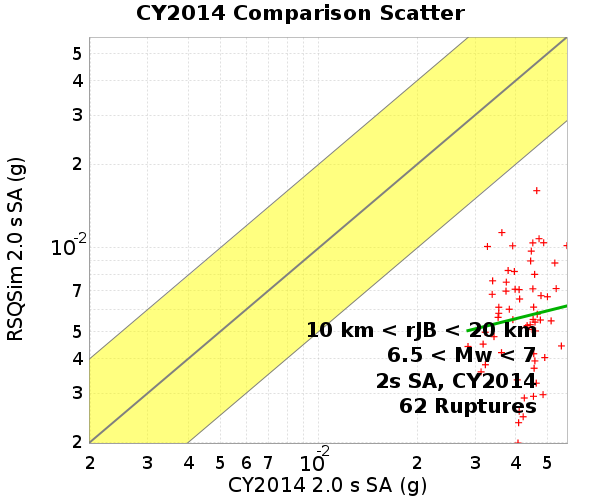 CY2014 Comparison Scatter
RSQSim 2.0 s SA (g)
5
4
3
2
10-2
7
5
4
3
2
10 km < rJB < 20 km
6.5 < Mw < 7
2s SA, CY2014
62 Ruptures
2 3 4 5 6 7 10-2 2 3 4 5
CY2014 2.0 s SA (g)